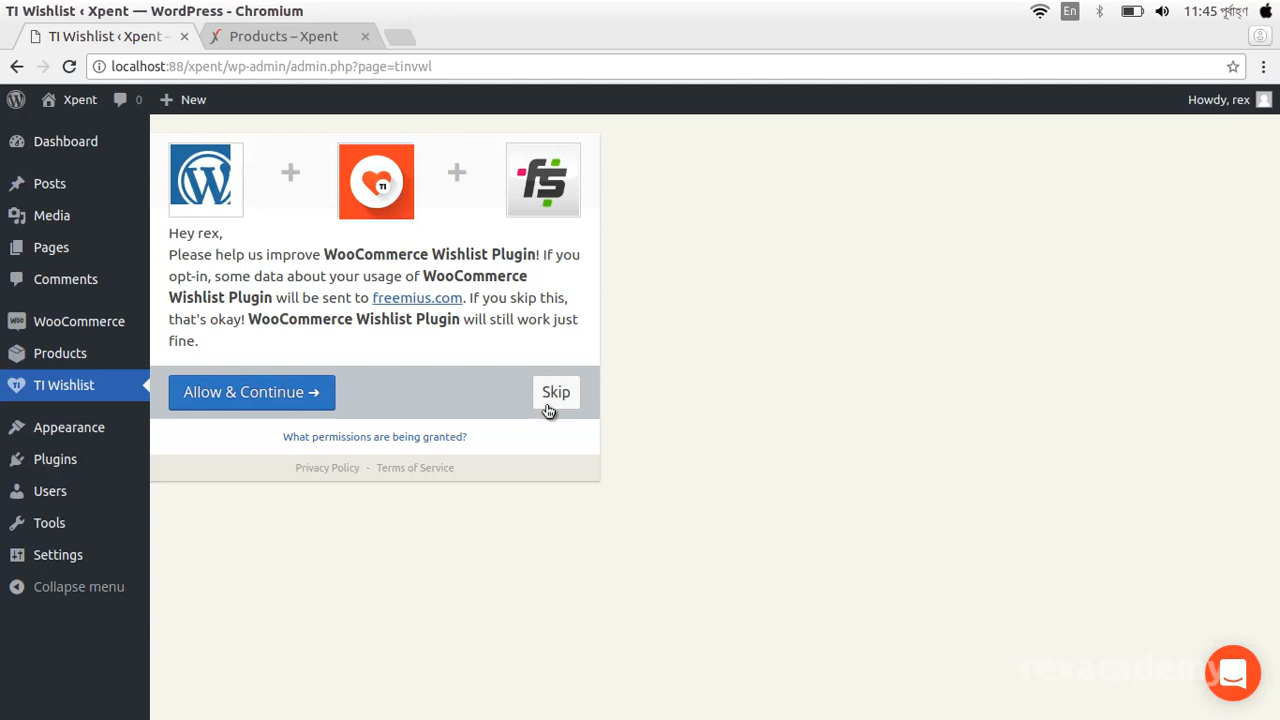 TI Wishlist ‹ Xpent — WordPress - Chromium
En
11:45 পূর্বাহ্ণ
TI Wishlist ‹ Xpent -
Products – Xpent
localhost:88/xpent/wp-admin/admin.php?page=tinvwl
Xpent
0
New
Howdy, rex
Dashboard
Posts
Media
Pages
Comments
WooCommerce
Products
TI Wishlist
Appearance
Plugins
Users
Tools
Settings
Collapse menu
TI
fs
Hey rex,
Please help us improve WooCommerce Wishlist Plugin! If you
opt-in, some data about your usage of WooCommerce
Wishlist Plugin will be sent to freemius.com. If you skip this,
that's okay! WooCommerce Wishlist Plugin will still work just
fine.
Allow & Continue ➔
Skip
What permissions are being granted?
Privacy Policy - Terms of Service
rexacademy